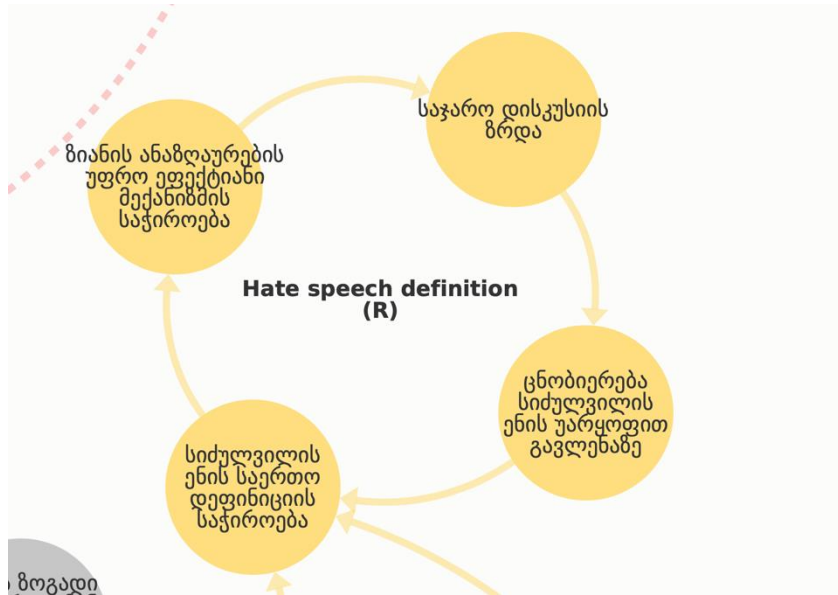 საჯარო დისკუსიის
ზრდა
ზიანის ანაზღაურების
უფრო ეფექტიანი
მექანიზმის
საჭიროება
Hate speech definition
(R)
ცნობიერება
სიძულვილის
ენის უარყოფით
გავლენაზე
სიძულვილის
ენის საერთო
დეფინიციის
საჭიროება
ზოგადი